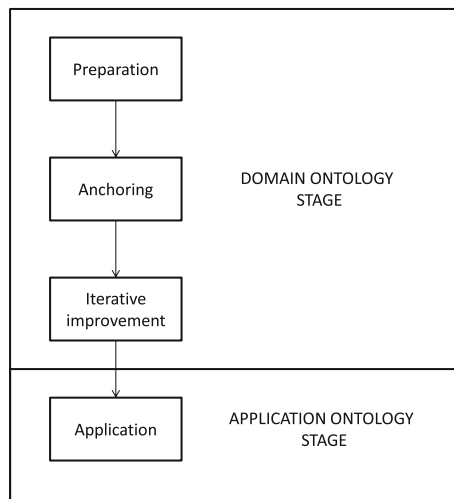 Preparation
Anchoring
DOMAIN ONTOLOGY
STAGE
Iterative
improvement
Application
APPLICATION ONTOLOGY
STAGE